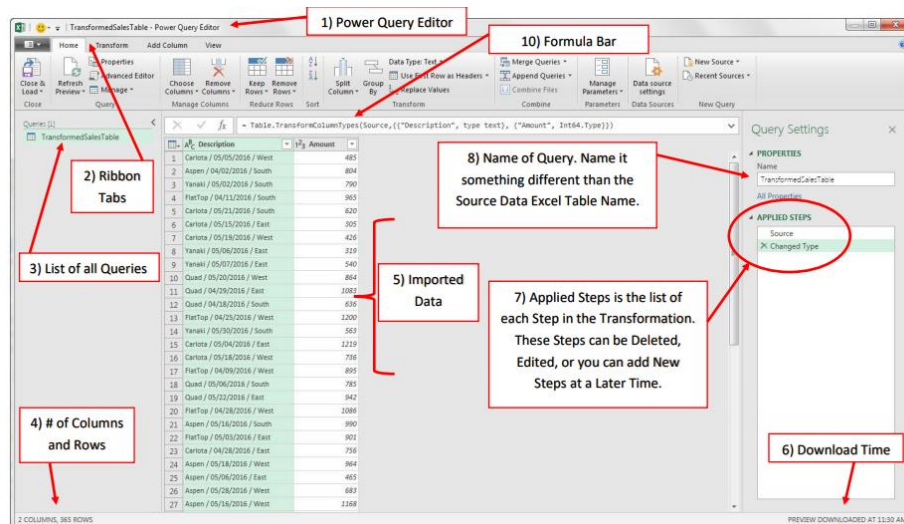 TransformedSalesTable - Power Query Editor
1) Power Query Editor
Home Transform Add Column View
10) Formula Bar
Close & Load
Refresh Preview
Properties
Advanced Editor
Manage
Choose Columns
Remove Columns
Keep Rows
Remove Rows
Split Column
Group By
Data Type: Text
Use First Row as Headers
Replace Values
Merge Queries
Append Queries
Combine Files
Manage Parameters
Data source settings
New Source
Recent Sources
Close Query Manage Columns Reduce Rows Sort Transform Combine Parameters Data Sources New Query
Queries [1]
TransformedSalesTable
= Table.TransformColumnTypes(Source,{{"Description", type text}, {"Amount", Int64.Type}})
Description Amount
1 Carlota / 05/05/2016 / West 485
2 Aspen / 04/02/2016 / South 804
3 Yanaki / 05/02/2016 / South 790
4 FlatTop / 04/11/2016 / South 965
5 Carlota / 05/21/2016 / South 620
6 Carlota / 05/15/2016 / East 305
7 Carlota / 05/19/2016 / West 426
8 Yanaki / 05/06/2016 / East 319
9 Yanaki / 05/07/2016 / East 540
10 Quad / 05/20/2016 / West 864
11 Quad / 04/29/2016 / East 1083
12 Quad / 04/18/2016 / South 636
13 FlatTop / 04/25/2016 / West 1200
14 Yanaki / 05/30/2016 / South 563
15 Carlota / 05/04/2016 / East 1219
16 Carlota / 05/18/2016 / West 736
17 FlatTop / 04/09/2016 / West 895
18 Quad / 05/06/2016 / South 785
19 Quad / 05/22/2016 / East 942
20 FlatTop / 04/28/2016 / West 1086
21 Aspen / 05/16/2016 / South 990
22 FlatTop / 05/03/2016 / East 901
23 Carlota / 04/28/2016 / East 756
24 Aspen / 05/18/2016 / West 964
25 Aspen / 05/06/2016 / East 465
26 Aspen / 05/28/2016 / West 683
27 Aspen / 05/16/2016 / West 1168
2) Ribbon
Tabs
3) List of all Queries
4) # of Columns
and Rows
5) Imported
Data
8) Name of Query. Name it
something different than the
Source Data Excel Table Name.
7) Applied Steps is the list of
each Step in the Transformation.
These Steps can be Deleted,
Edited, or you can add New
Steps at a Later Time.
Query Settings
PROPERTIES
Name
TransformedSalesTable
All Properties
APPLIED STEPS
Source
Changed Type
6) Download Time
2 COLUMNS, 365 ROWS
PREVIEW DOWNLOADED AT 11:30 AM